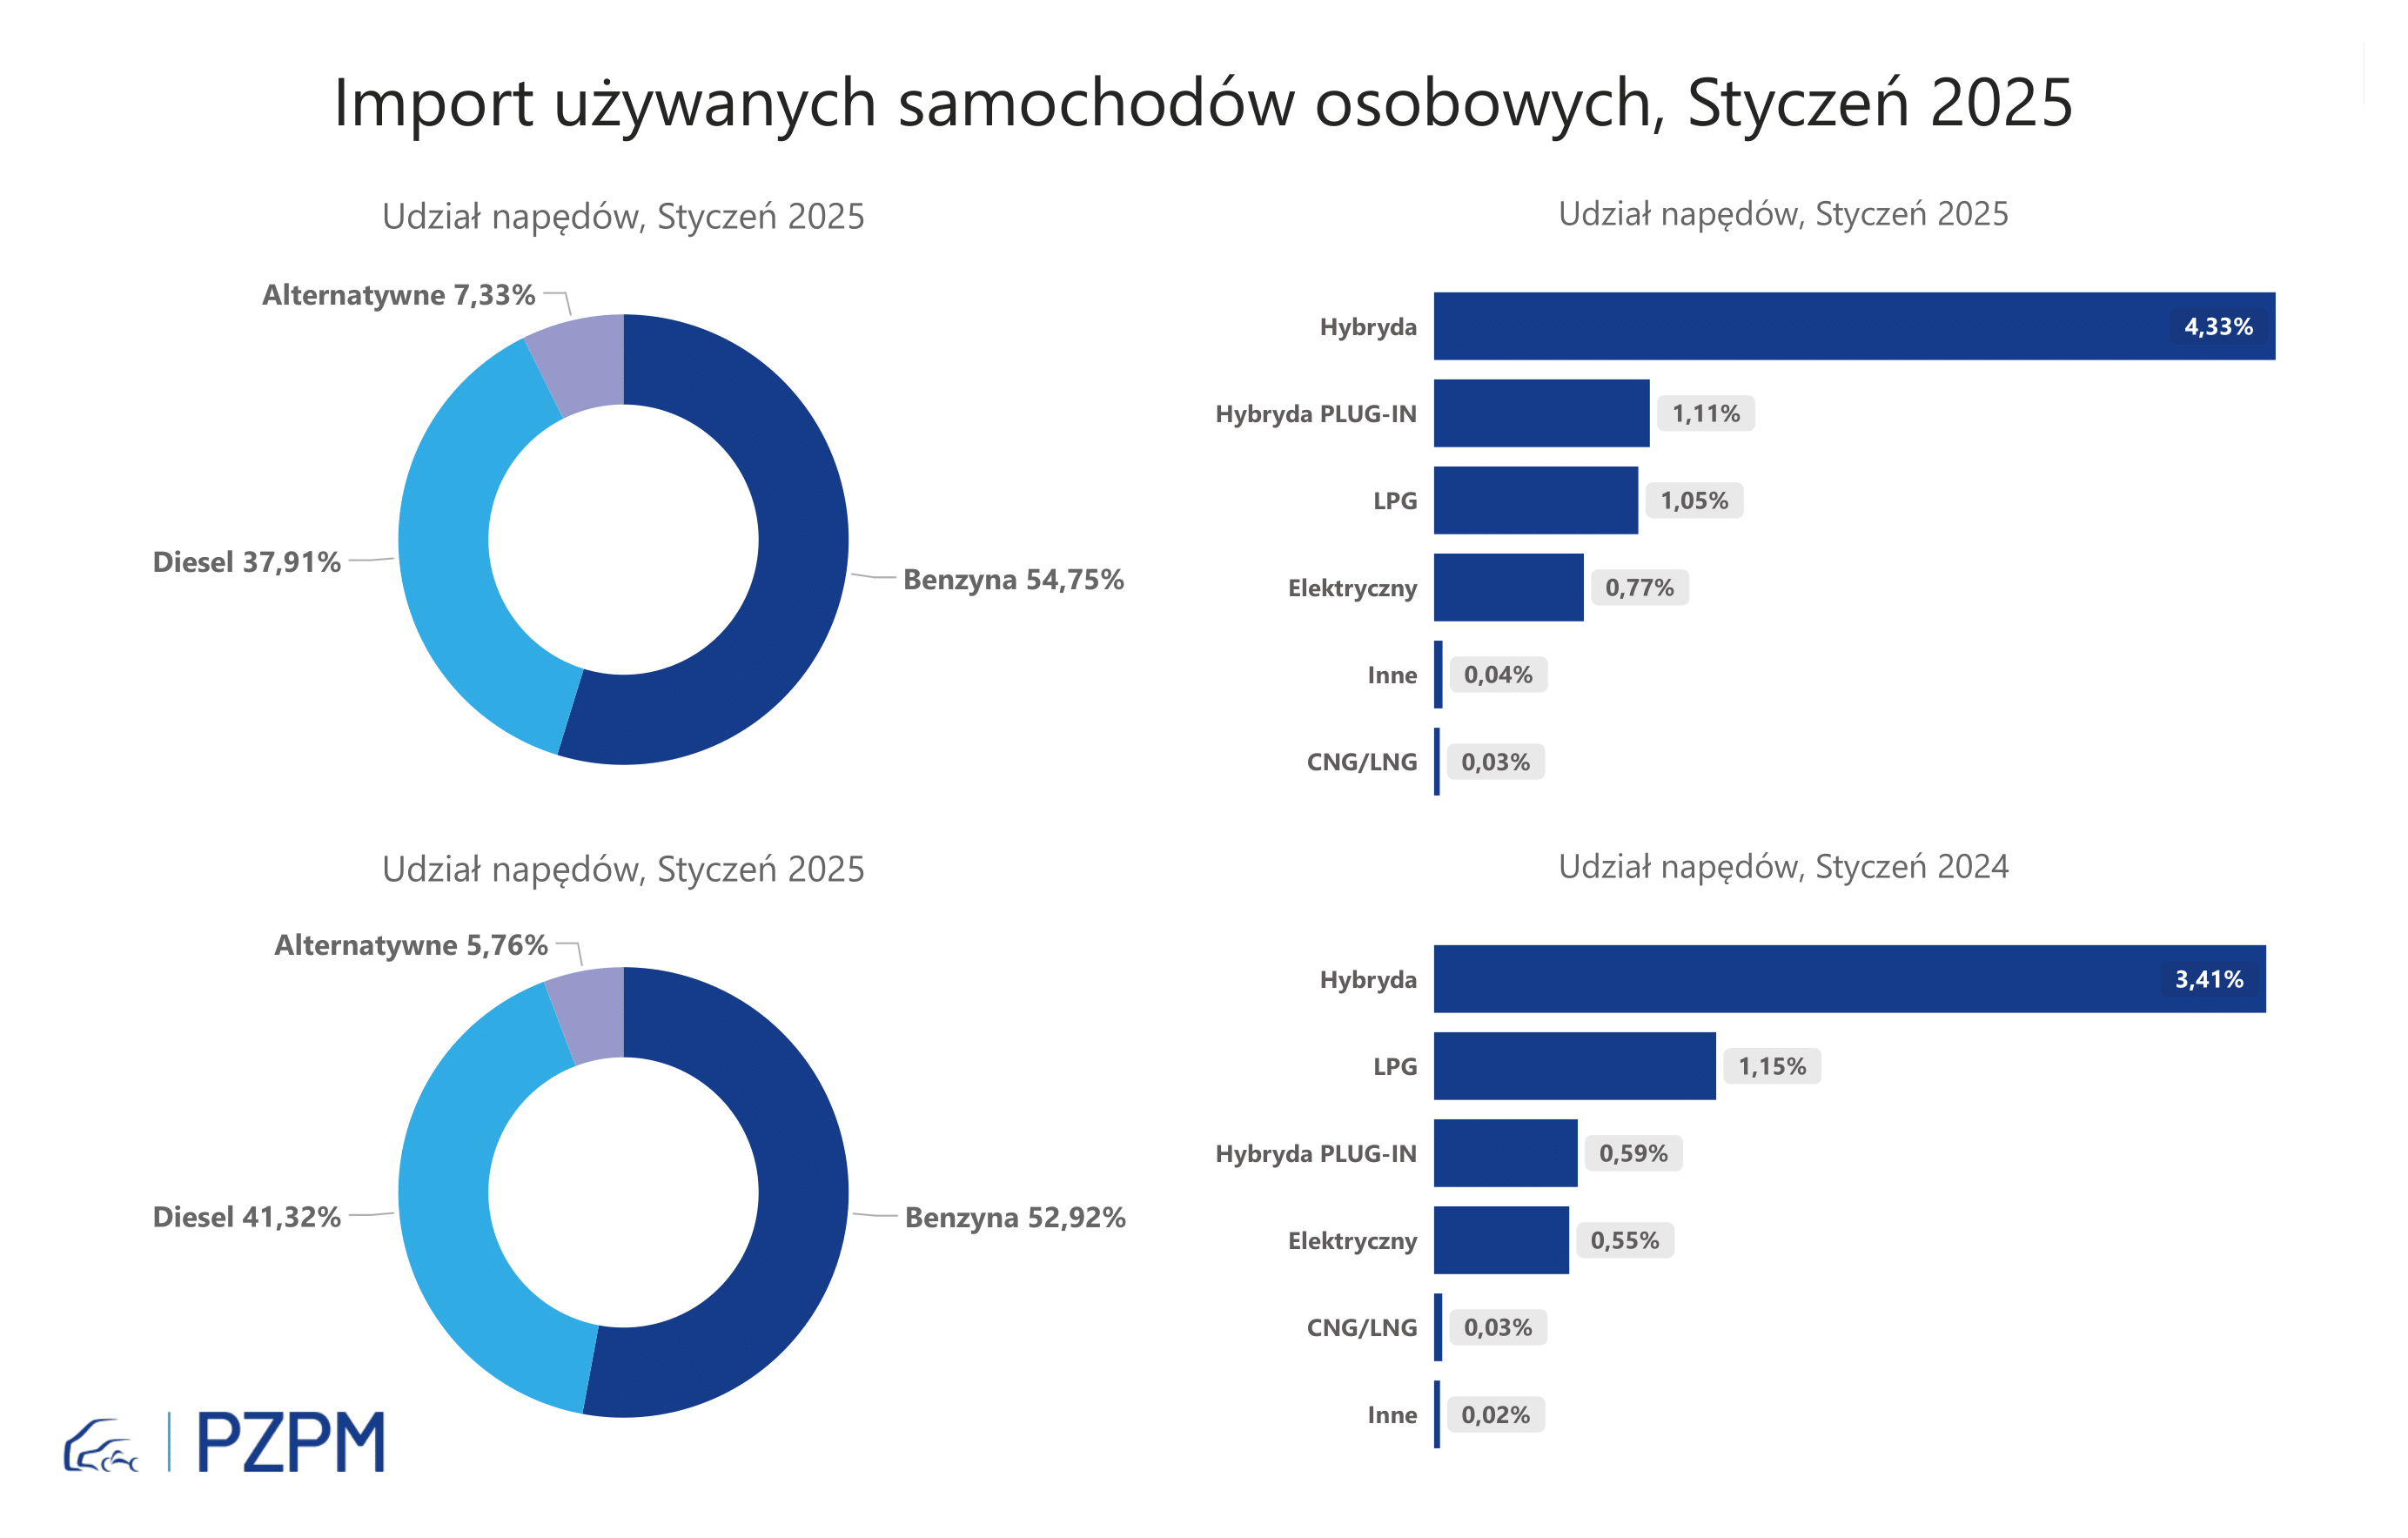 Import używanych samochodów osobowych, Styczeń 2025
Udział napędów, Styczeń 2025
Alternatywne 7,33%
Diesel 37,91%
Benzyna 54,75%
Udział napędów, Styczeń 2025
Hybryda 4,33%
Hybryda PLUG-IN 1,11%
LPG 1,05%
Elektryczny 0,77%
Inne 0,04%
CNG/LNG 0,03%
Udział napędów, Styczeń 2025
Alternatywne 5,76%
Diesel 41,32%
Benzyna 52,92%
Udział napędów, Styczeń 2024
Hybryda 3,41%
LPG 1,15%
Hybryda PLUG-IN 0,59%
Elektryczny 0,55%
CNG/LNG 0,03%
Inne 0,02%
PZPM